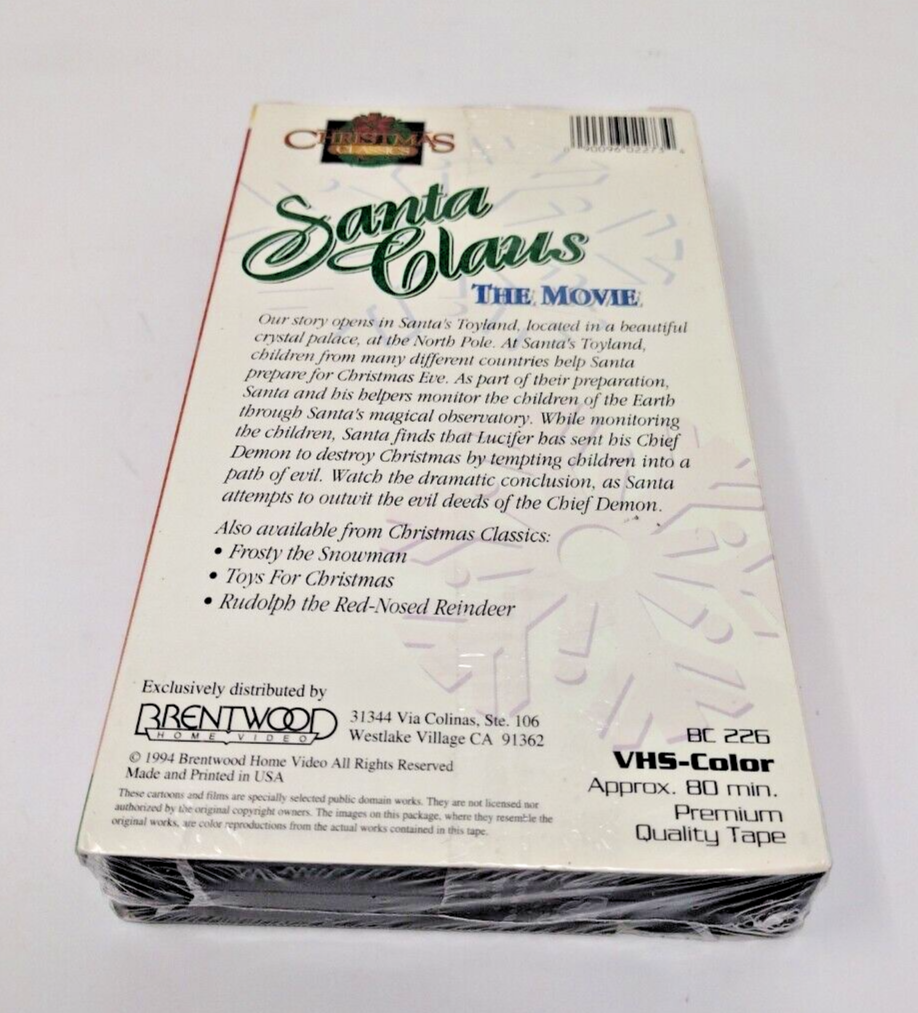 CHRISTMAS
CLASSICS
Santa
Claus
THE MOVIE
Our story opens in Santa's Toyland, located in a beautiful
crystal palace, at the North Pole. At Santa's Toyland,
children from many different countries help Santa
prepare for Christmas Eve. As part of their preparation,
Santa and his helpers monitor the children of the Earth
through Santa's magical observatory. While monitoring
the children, Santa finds that Lucifer has sent his Chief
Demon to destroy Christmas by tempting children into a
path of evil. Watch the dramatic conclusion, as Santa
attempts to outwit the evil deeds of the Chief Demon.
Also available from Christmas Classics:
• Frosty the Snowman
• Toys For Christmas
• Rudolph the Red-Nosed Reindeer
Exclusively distributed by
BRENTWOOD
HOME VIDEO
31344 Via Colinas, Ste. 106
Westlake Village CA 91362
© 1994 Brentwood Home Video All Rights Reserved
Made and Printed in USA
These cartoons and films are specially selected public domain works. They are not licensed nor
authorized by the original copyright owners. The images on this package, where they resemble the
original works, are color reproductions from the actual works contained in this tape.
BC 226
VHS-Color
Approx. 80 min.
Premium
Quality Tape